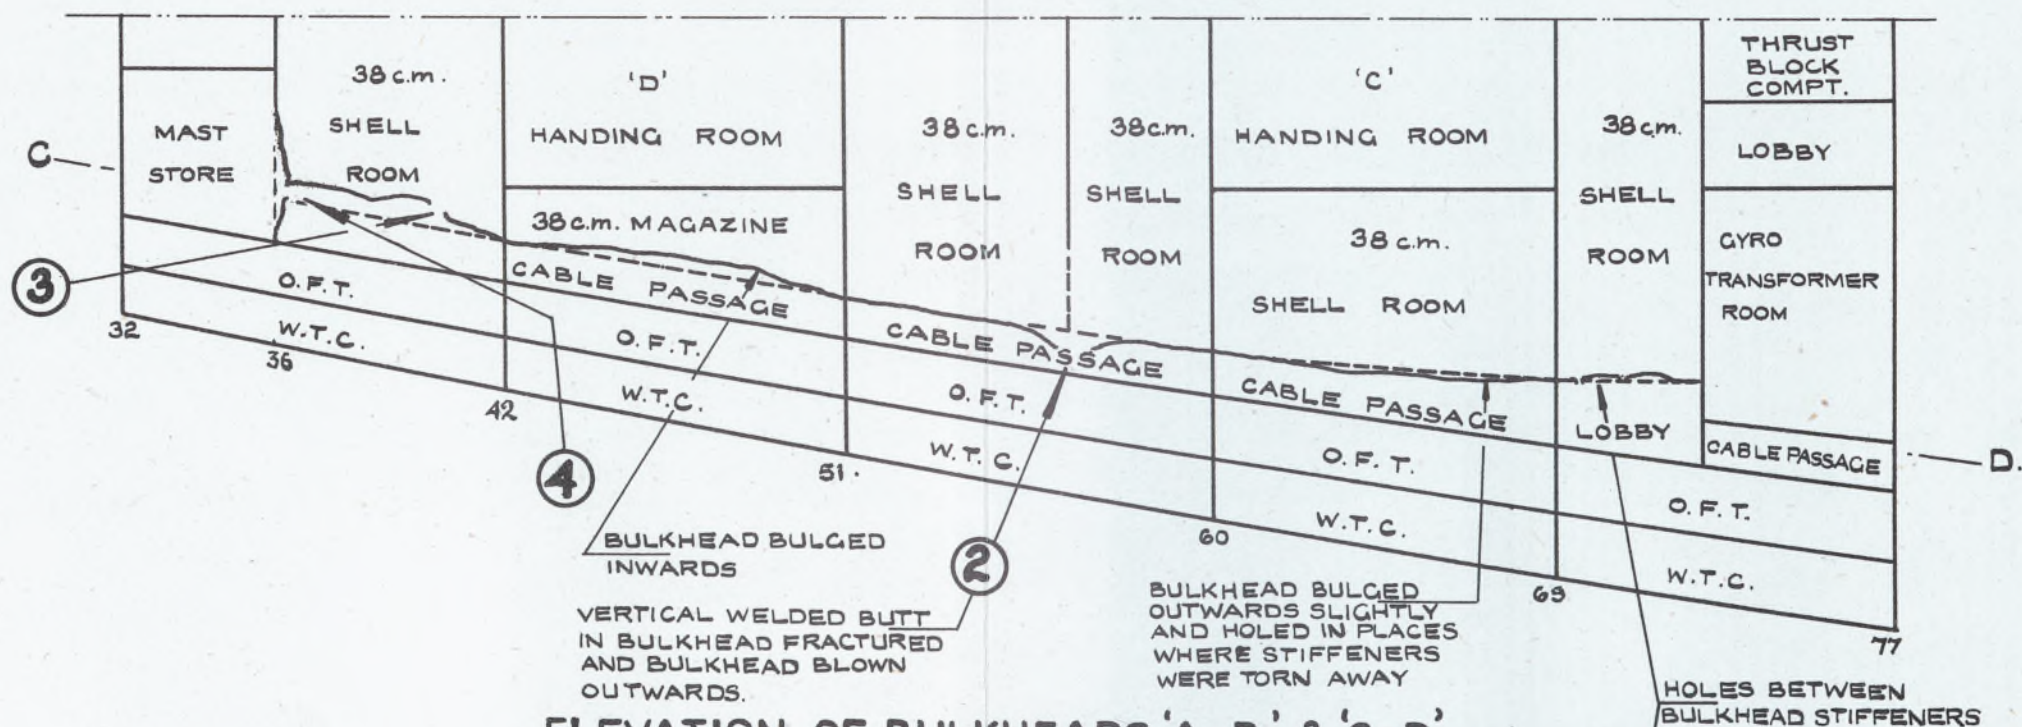 THRUST
BLOCK
COMPT.
38 c.m.
SHELL
ROOM
'D'
HANDING ROOM
38 c.m.
SHELL
ROOM
38 c.m.
SHELL
ROOM
'C'
HANDING ROOM
38 c.m.
SHELL
ROOM
LOBBY
C
MAST
STORE
38 c.m. MAGAZINE
38 c.m.
SHELL ROOM
GYRO
TRANSFORMER
ROOM
3
CABLE PASSAGE
CABLE PASSAGE
CABLE PASSAGE
LOBBY
CABLE PASSAGE
D.
O.F.T.
O.F.T.
O.F.T.
O.F.T.
O.F.T.
W.T.C.
W.T.C.
W.T.C.
W.T.C.
W.T.C.
32
36
42
51.
60
69
77
4
2
BULKHEAD BULGED
INWARDS
VERTICAL WELDED BUTT
IN BULKHEAD FRACTURED
AND BULKHEAD BLOWN
OUTWARDS.
BULKHEAD BULGED
OUTWARDS SLIGHTLY
AND HOLED IN PLACES
WHERE STIFFENERS
WERE TORN AWAY
HOLES BETWEEN
BULKHEAD STIFFENERS
ELEVATION OF BULKHEADS 'A-B' & 'C-D'